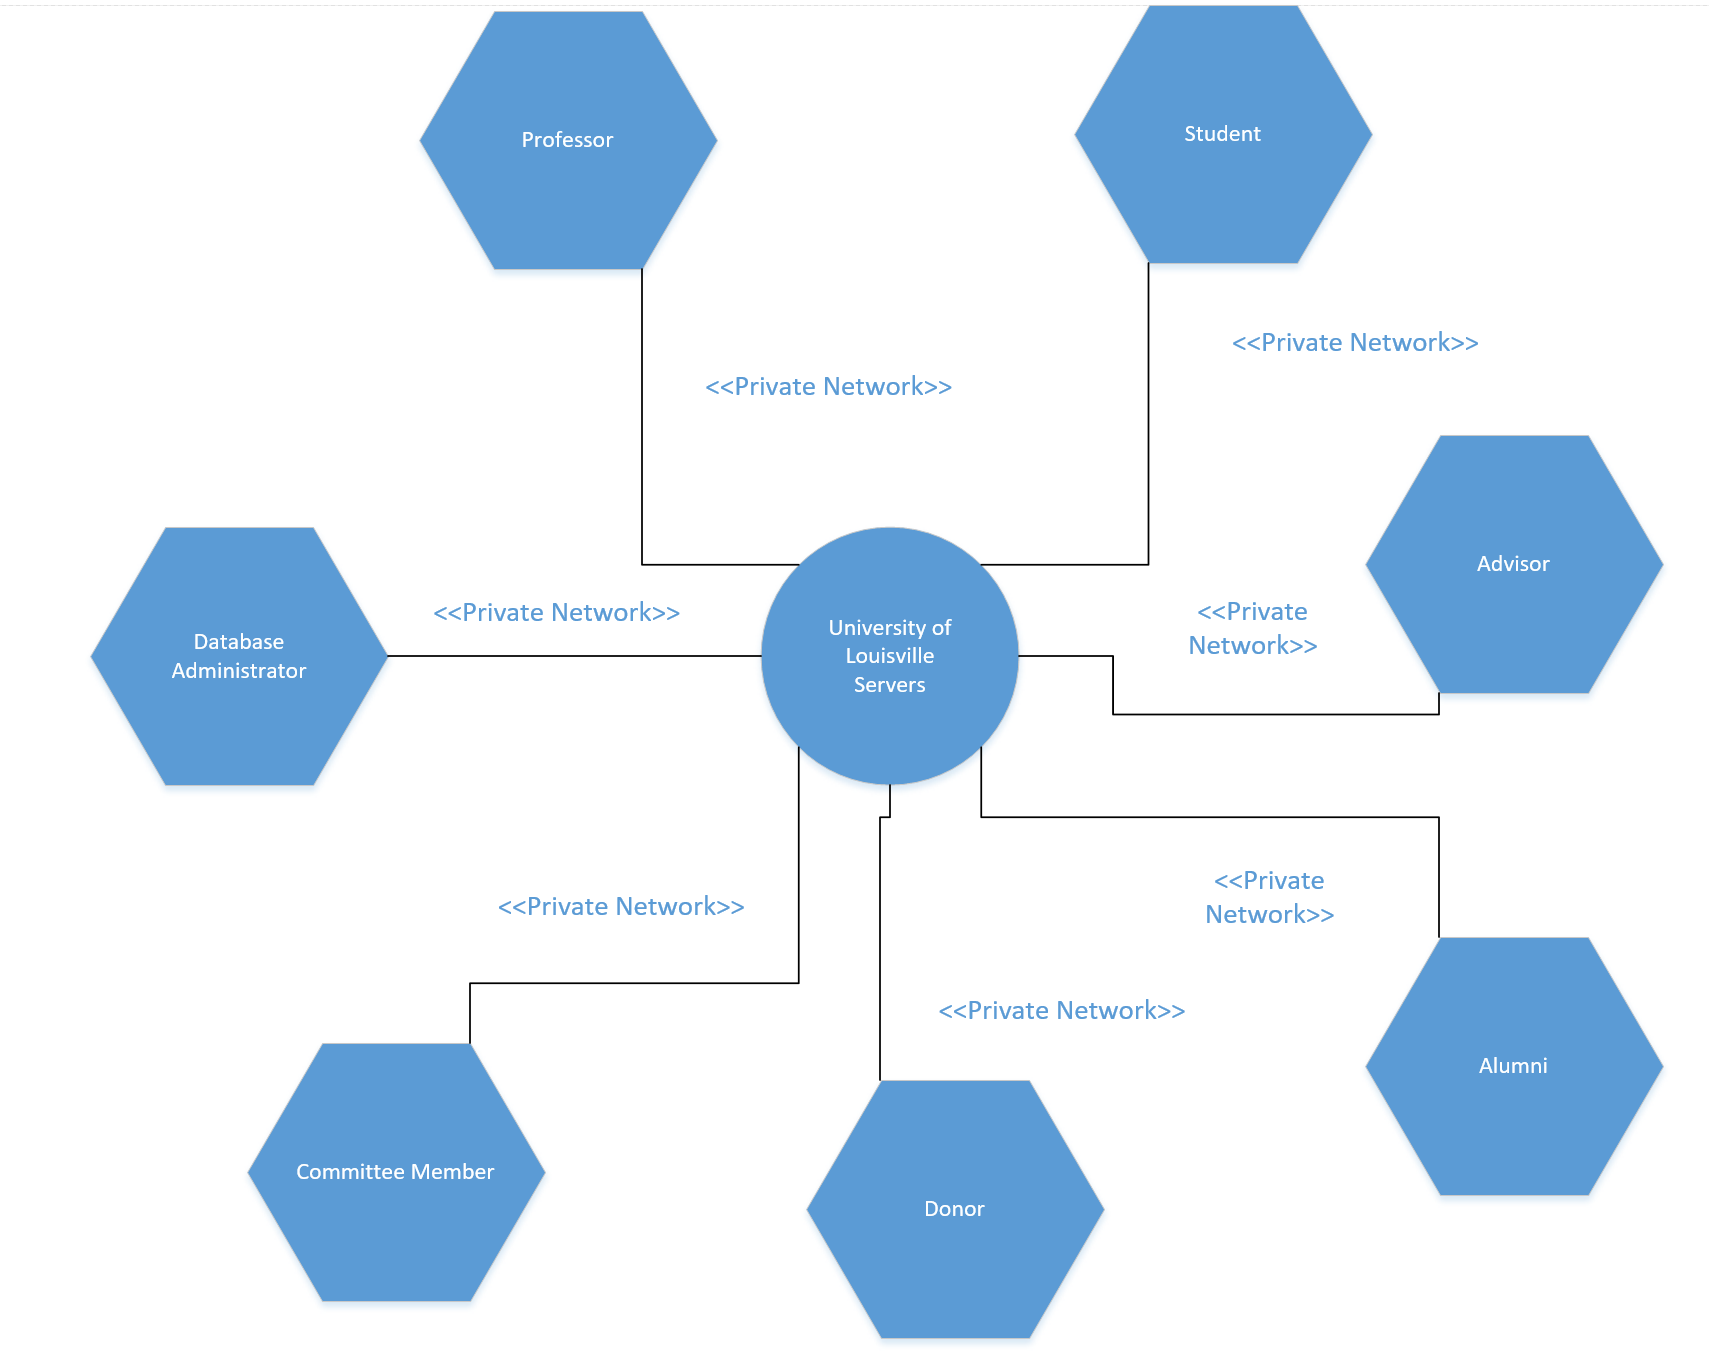 Professor
Student
<<Private Network>>
<<Private Network>>
Advisor
<<Private Network>>
<<Private
Network>>
University of
Louisville
Servers
Database
Administrator
<<Private Network>>
<<Private
Network>>
<<Private Network>>
Alumni
Committee Member
Donor